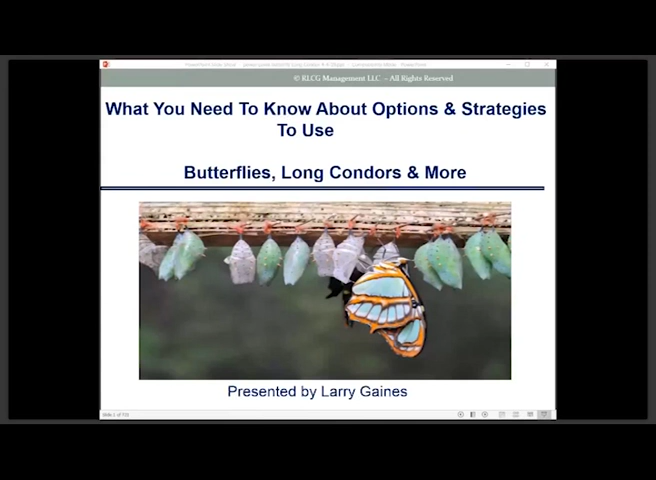 © KLCG Management LLC – All Rights Reserved
What You Need To Know About Options & Strategies
To Use
Butterflies, Long Condors & More
Presented by Larry Gaines